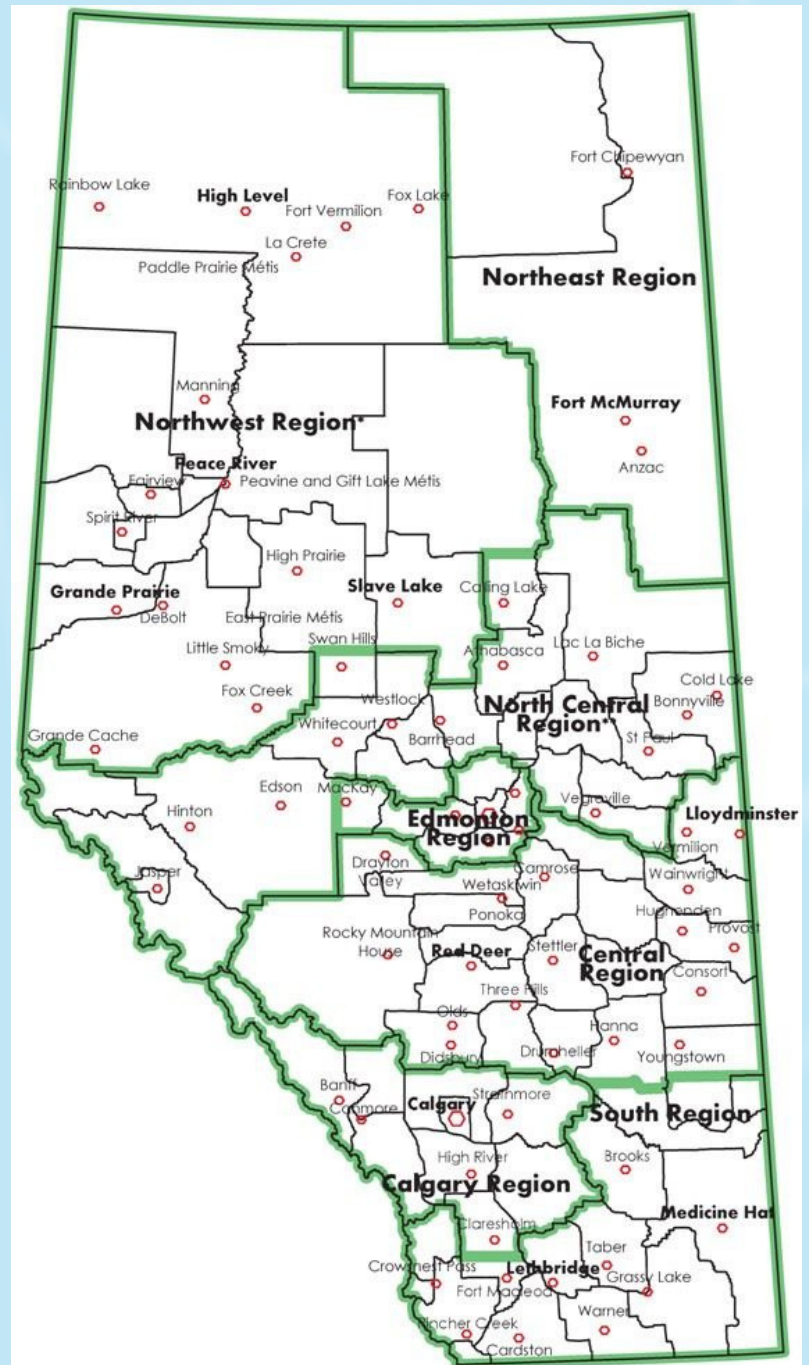 Fort Chipewyan
Rainbow Lake
High Level
Fox Lake
Fort Vermilion
La Crete
Paddle Prairie Métis
Northeast Region
Manning
Fort McMurray
Northwest Region*
Anzac
Peace River
Fairview
Peavine and Gift Lake Métis
Spirit River
High Prairie
Grande Prairie
Slave Lake
Calling Lake
DeBolt
East Prairie Métis
Swan Hills
Little Smoky
Athabasca
Lac La Biche
Fox Creek
Westlock
Cold Lake
North Central
Region**
Bonnyville
Whitecourt
Barrhead
St Paul
Grande Cache
Edson
MacKay
Hinton
Vegreville
Lloydminster
Edmonton
Region
Vermilion
Jasper
Drayton
Valley
Camrose
Wainwright
Wetaskiwin
Ponoka
Hughenden
Rocky Mountain
House
Red Deer
Stettler
Provost
Central
Region
Consort
Three Hills
Olds
Hanna
Didsbury
Drumheller
Youngstown
Banff
Canmore
Calgary
Strathmore
South Region
High River
Brooks
Calgary Region
Medicine Hat
Claresholm
Taber
Crowsnest Pass
Lethbridge
Grassy Lake
Fort Macleod
Warner
Pincher Creek
Cardston